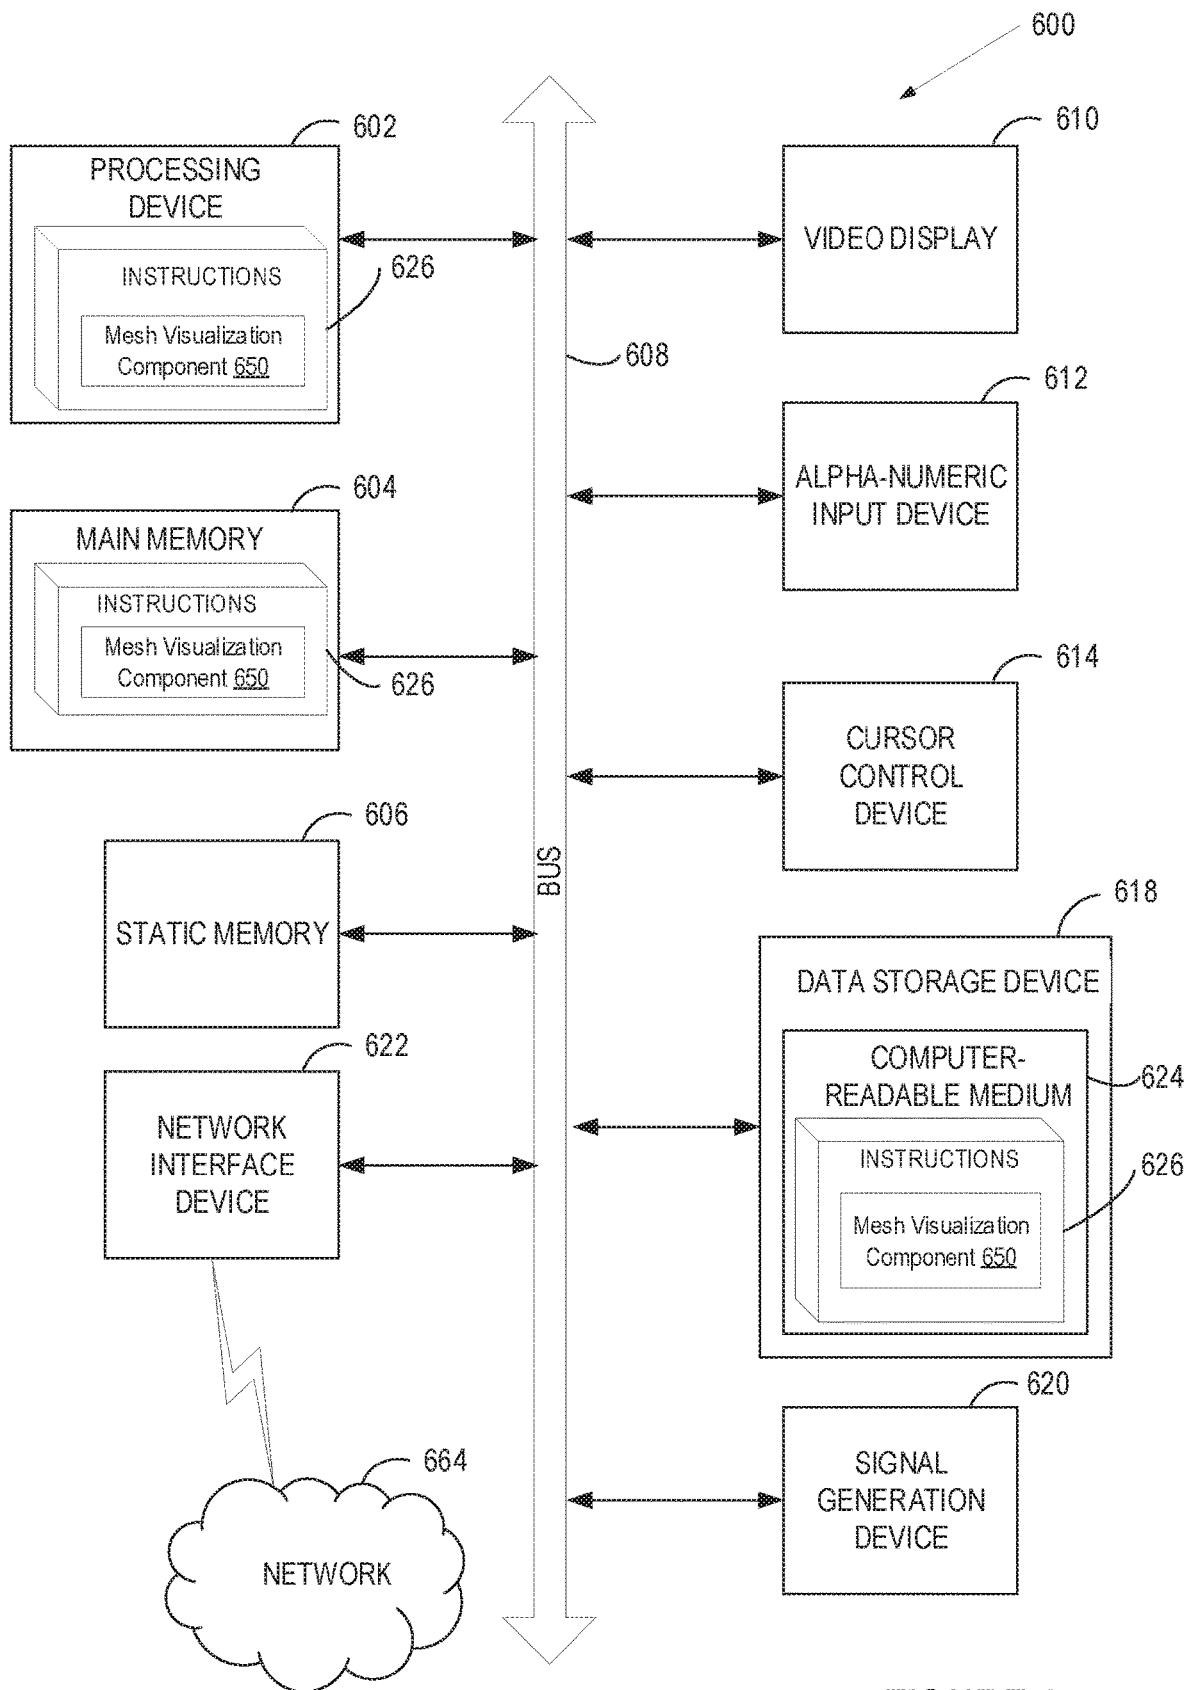 600
602
PROCESSING
DEVICE
INSTRUCTIONS
626
Mesh Visualization
Component 650
610
VIDEO DISPLAY
608
612
ALPHA-NUMERIC
INPUT DEVICE
604
MAIN MEMORY
INSTRUCTIONS
Mesh Visualization
Component 650
626
614
CURSOR
CONTROL
DEVICE
606
STATIC MEMORY
BUS
618
DATA STORAGE DEVICE
COMPUTER-
READABLE MEDIUM
624
INSTRUCTIONS
626
Mesh Visualization
Component 650
622
NETWORK
INTERFACE
DEVICE
620
SIGNAL
GENERATION
DEVICE
664
NETWORK